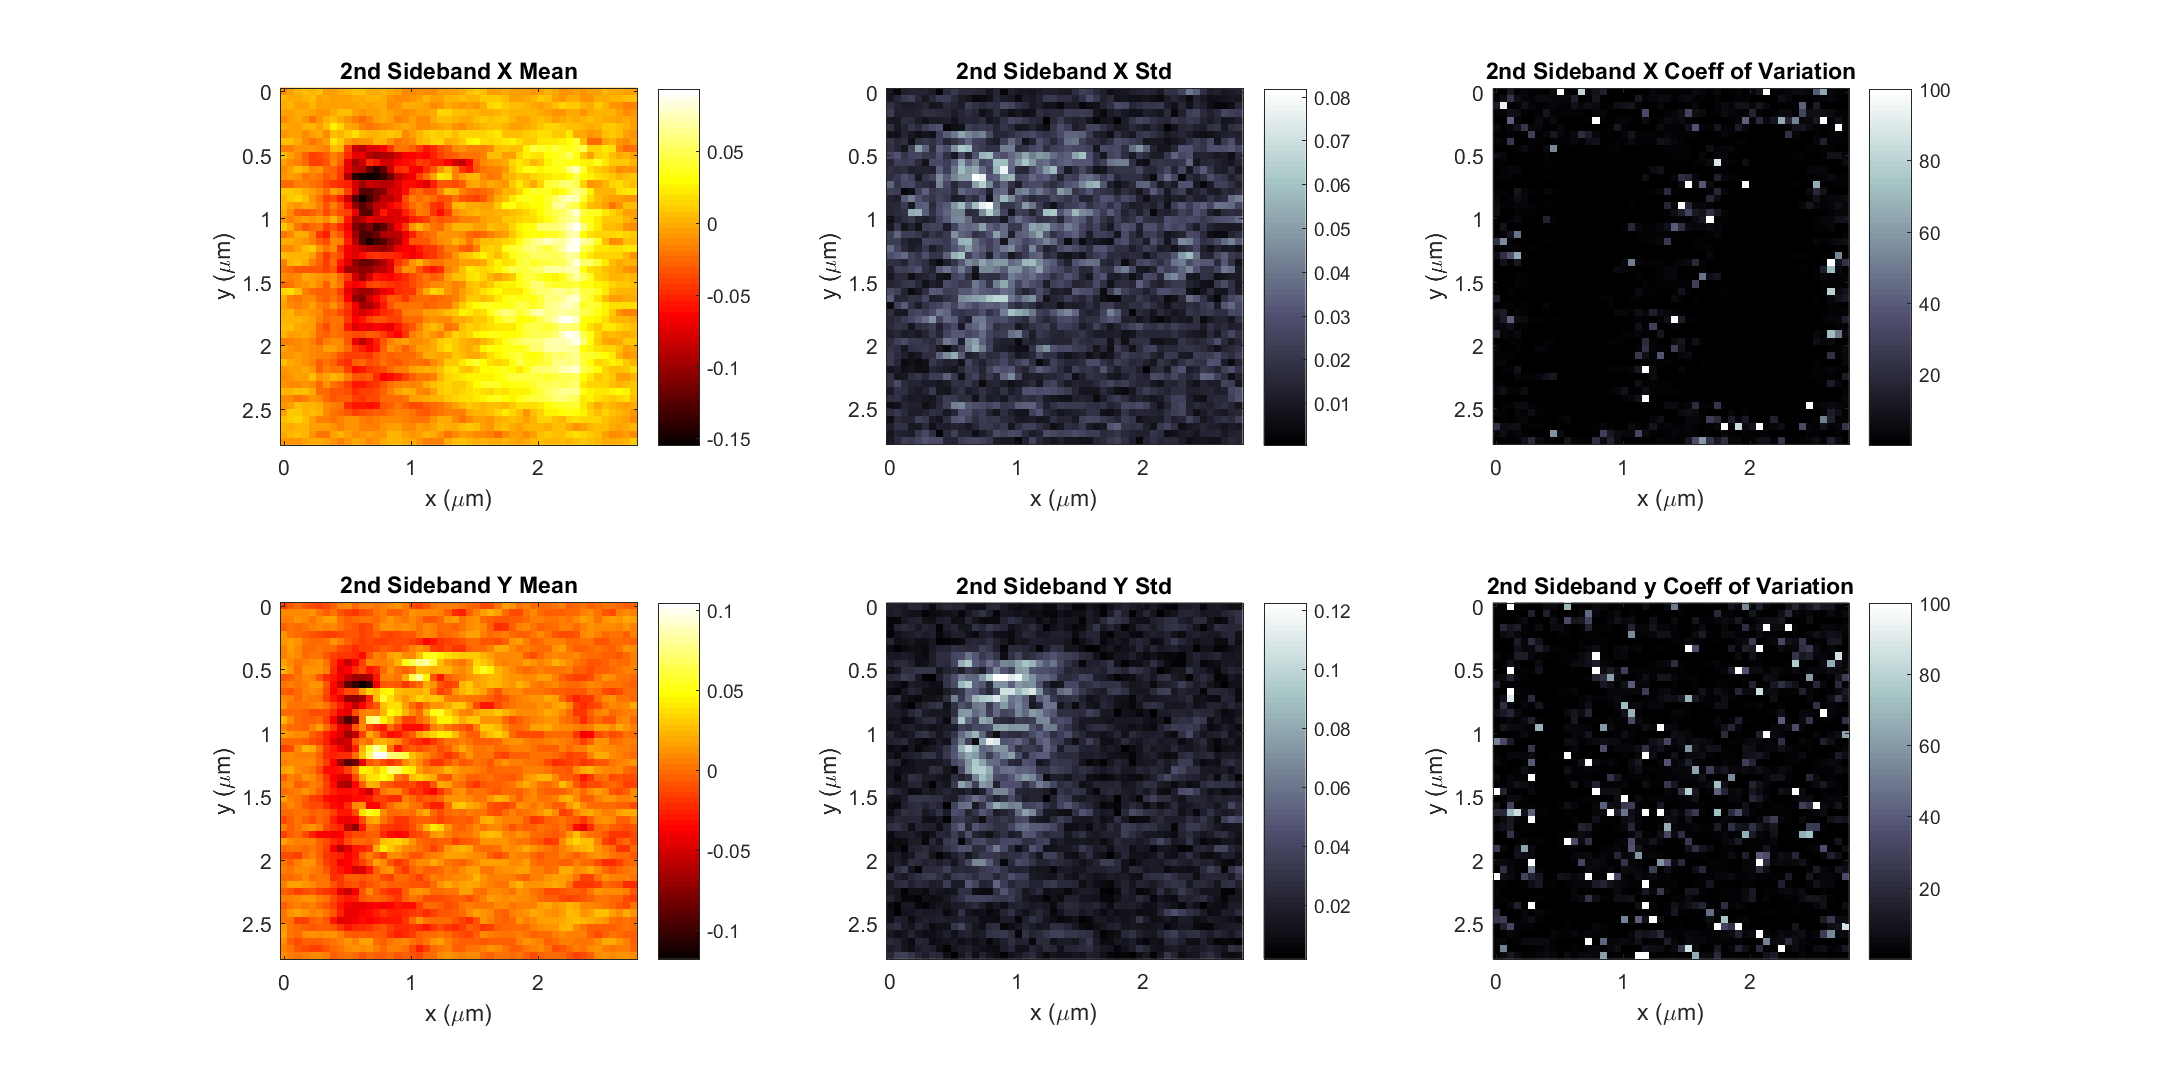 2nd Sideband X Mean
0
0.5
1
1.5
2
2.5
y (μm)
0 1 2
x (μm)
0.05
0
-0.05
-0.1
-0.15
2nd Sideband X Std
0
0.5
1
1.5
2
2.5
y (μm)
0 1 2
x (μm)
0.08
0.07
0.06
0.05
0.04
0.03
0.02
0.01
2nd Sideband X Coeff of Variation
0
0.5
1
1.5
2
2.5
y (μm)
0 1 2
x (μm)
100
80
60
40
20
2nd Sideband Y Mean
0
0.5
1
1.5
2
2.5
y (μm)
0 1 2
x (μm)
0.1
0.05
0
-0.05
-0.1
2nd Sideband Y Std
0
0.5
1
1.5
2
2.5
y (μm)
0 1 2
x (μm)
0.12
0.1
0.08
0.06
0.04
0.02
2nd Sideband y Coeff of Variation
0
0.5
1
1.5
2
2.5
y (μm)
0 1 2
x (μm)
100
80
60
40
20